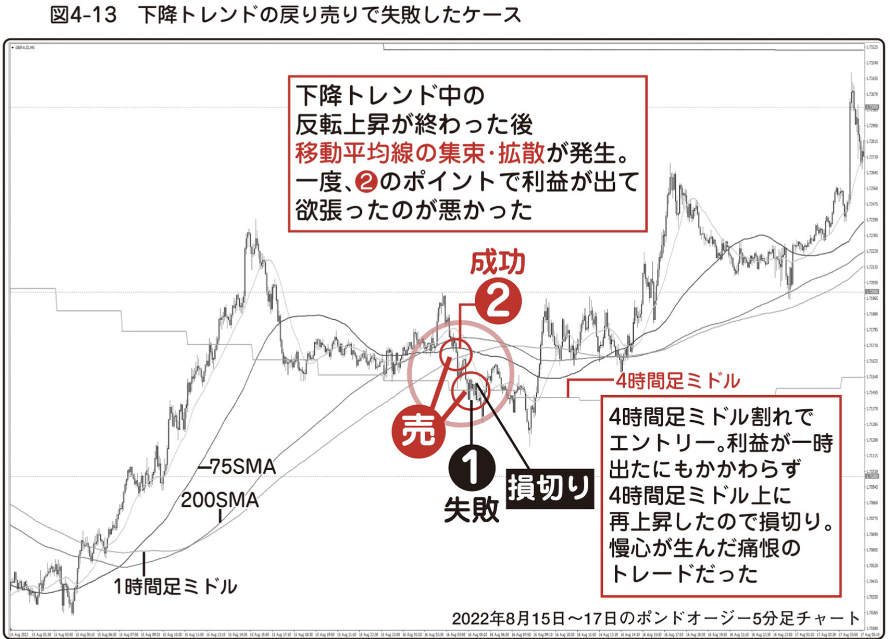 図4-13　下降トレンドの戻り売りで失敗したケース
下降トレンド中の
反転上昇が終わった後
移動平均線の集束・拡散が発生。
一度、❷のポイントで利益が出て
欲張ったのが悪かった
成功
❷
売
❶
失敗
損切り
4時間足ミドル
4時間足ミドル割れで
エントリー。利益が一時
出たにもかかわらず
4時間足ミドル上に
再上昇したので損切り。
慢心が生んだ痛恨の
トレードだった
75SMA
200SMA
1時間足ミドル
2022年8月15日〜17日のポンドオージー5分足チャート